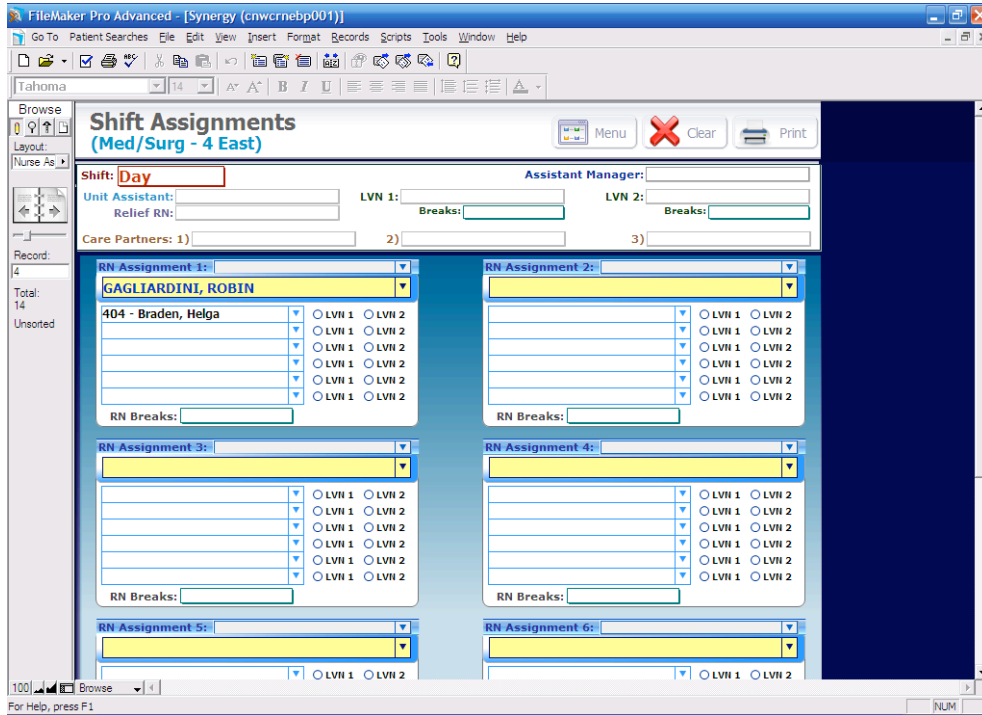 FileMaker Pro Advanced - [Synergy (cnwcrnebp001)]
Go To Patient Searches File Edit View Insert Format Records Scripts Tools Window Help
Tahoma 14 B I U
Browse
Layout:
Nurse As
Record:
4
Total:
14
Unsorted
Shift Assignments
(Med/Surg - 4 East)
Menu Clear Print
Shift: Day Assistant Manager:
Unit Assistant: LVN 1: LVN 2:
Relief RN: Breaks: Breaks:
Care Partners: 1) 2) 3)
RN Assignment 1: RN Assignment 2:
GAGLIARDINI, ROBIN
404 - Braden, Helga LVN 1 LVN 2 LVN 1 LVN 2
LVN 1 LVN 2 LVN 1 LVN 2
LVN 1 LVN 2 LVN 1 LVN 2
LVN 1 LVN 2 LVN 1 LVN 2
LVN 1 LVN 2 LVN 1 LVN 2
LVN 1 LVN 2 LVN 1 LVN 2
RN Breaks: RN Breaks:
RN Assignment 3: RN Assignment 4:
LVN 1 LVN 2 LVN 1 LVN 2
LVN 1 LVN 2 LVN 1 LVN 2
LVN 1 LVN 2 LVN 1 LVN 2
LVN 1 LVN 2 LVN 1 LVN 2
LVN 1 LVN 2 LVN 1 LVN 2
LVN 1 LVN 2 LVN 1 LVN 2
RN Breaks: RN Breaks:
RN Assignment 5: RN Assignment 6:
LVN 1 LVN 2 LVN 1 LVN 2
100 Browse
For Help, press F1 NUM